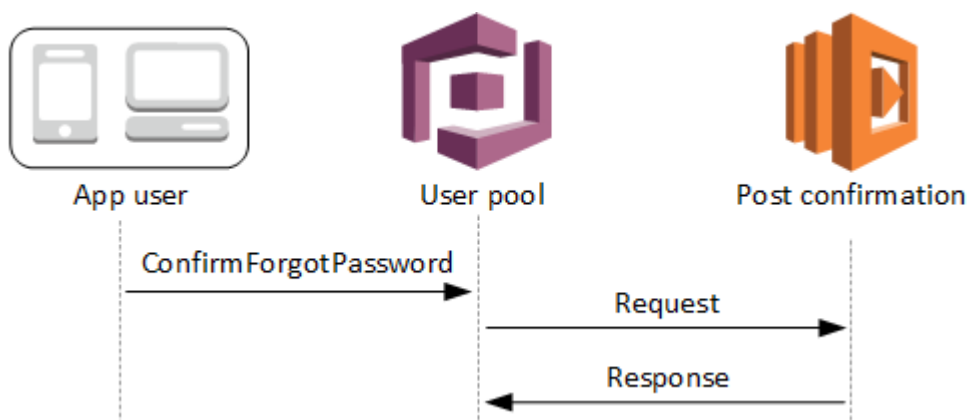 App user
User pool
Post confirmation
ConfirmForgotPassword
Request
Response